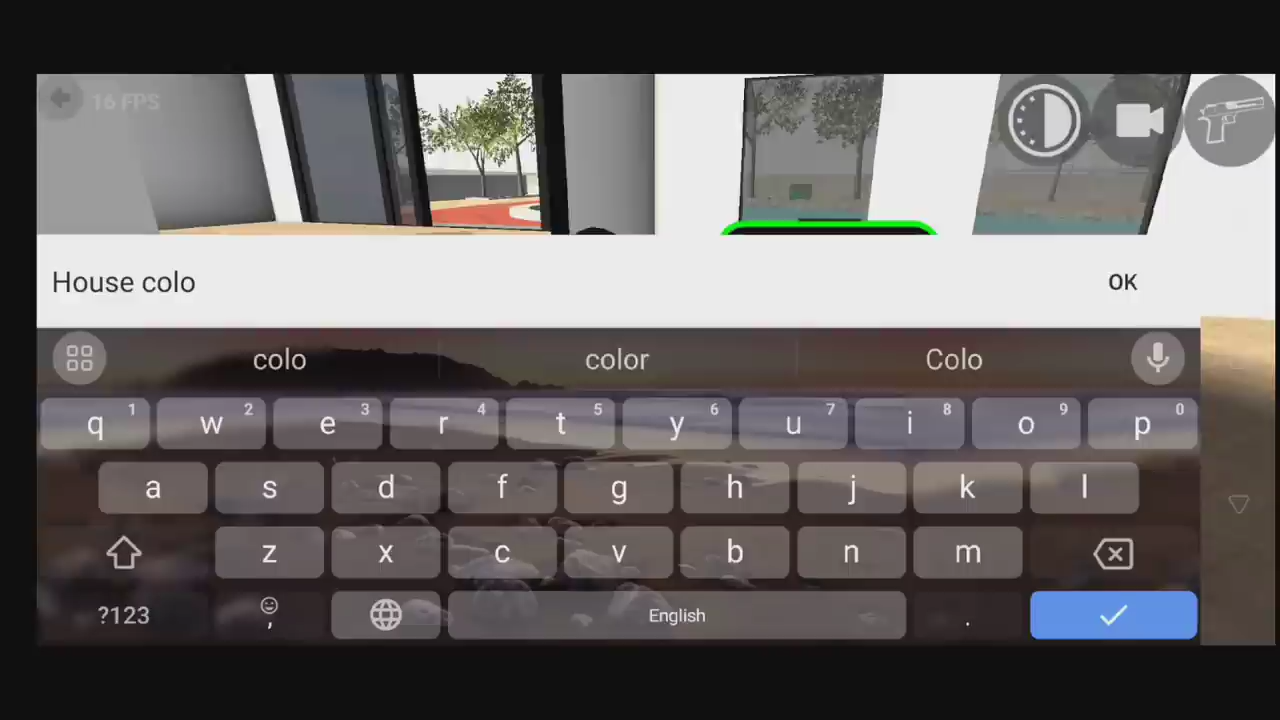 16 FPS
House colo
OK
colo color Colo
q 1 w 2 e 3 r 4 t 5 y 6 u 7 i 8 o 9 p 0
a s d f g h j k l
z x c v b n m
?123 , English .